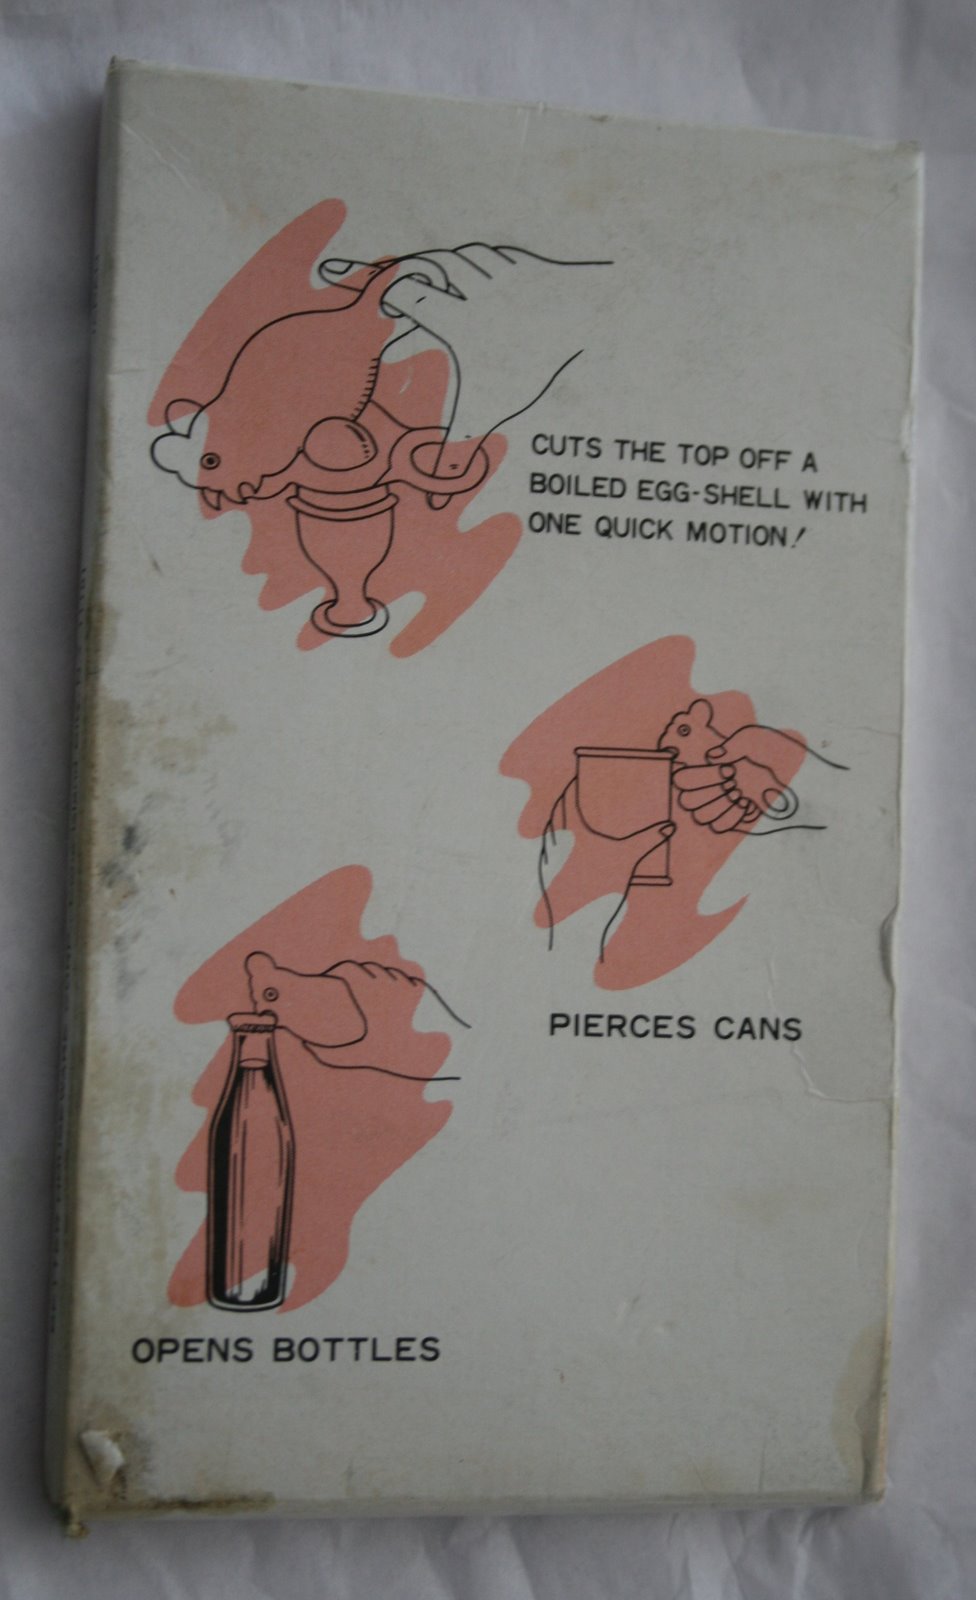 CUTS THE TOP OFF A
BOILED EGG-SHELL WITH
ONE QUICK MOTION!
PIERCES CANS
OPENS BOTTLES